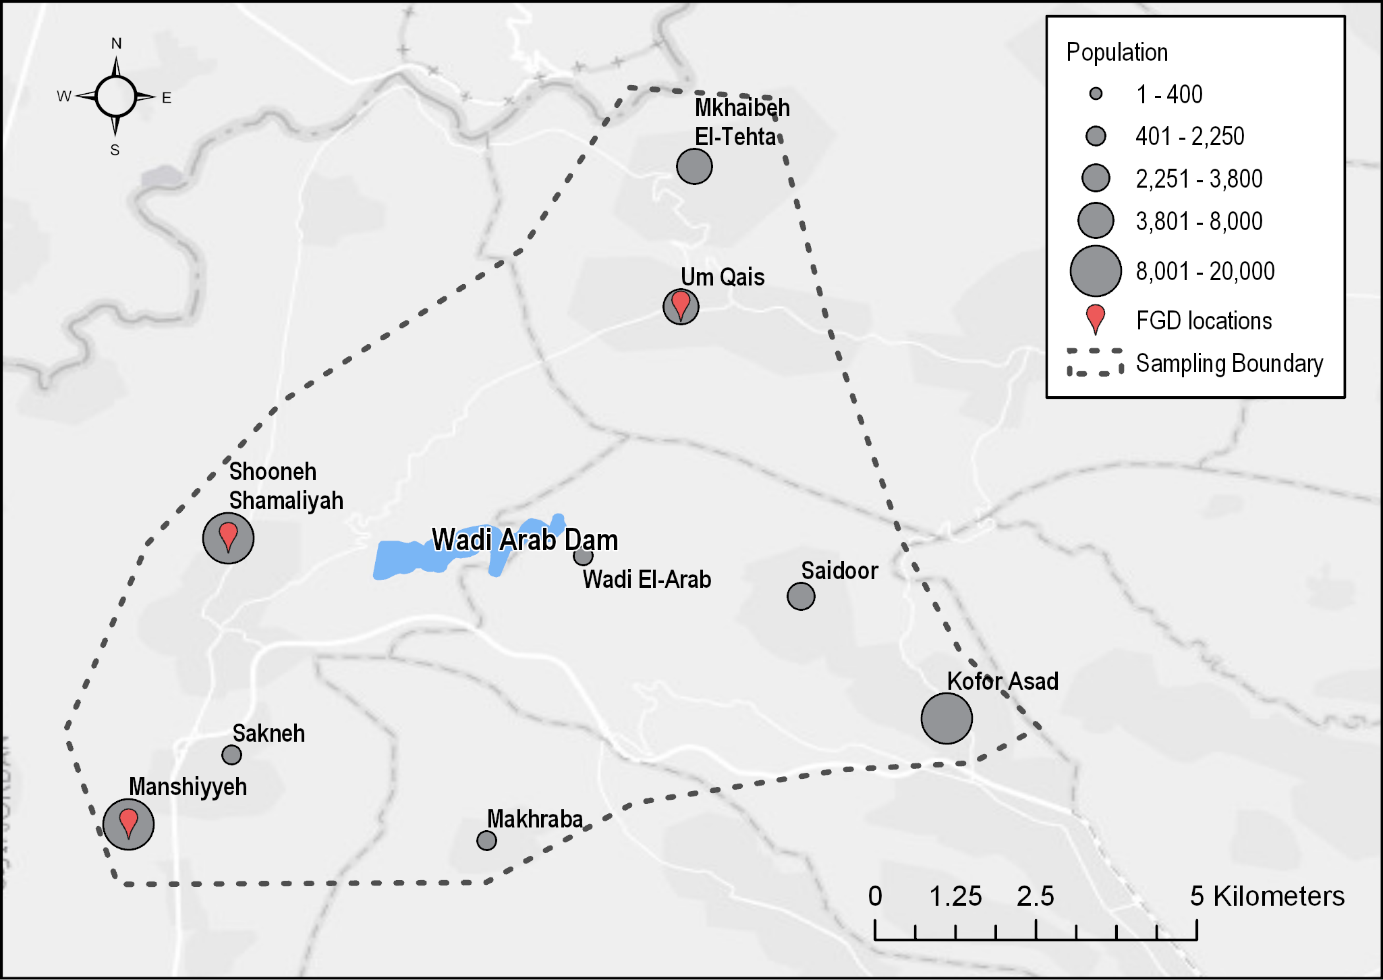 N
W
E
S
Population
1 - 400
401 - 2,250
2,251 - 3,800
3,801 - 8,000
8,001 - 20,000
FGD locations
Sampling Boundary
Mkhaibeh
El-Tehta
Um Qais
Shooneh
Shamaliyah
Wadi Arab Dam
Wadi El-Arab
Saidoor
Kofor Asad
Sakneh
Manshiyyeh
Makhraba
0 1.25 2.5 5 Kilometers